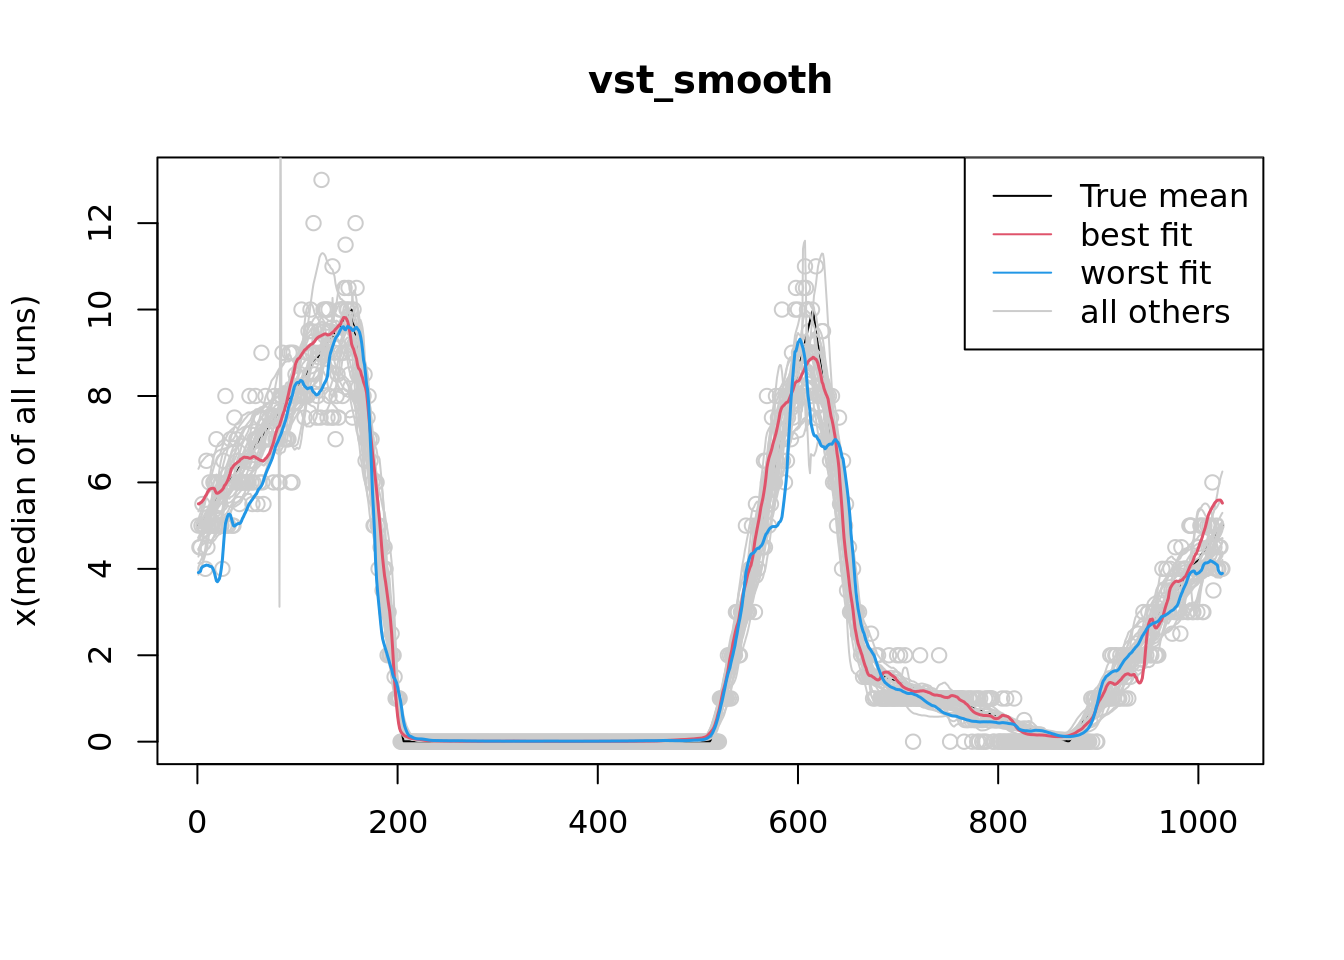 vst_smooth
x(median of all runs)
12
10
8
6
4
2
0
True mean
best fit
worst fit
all others
0 200 400 600 800 1000